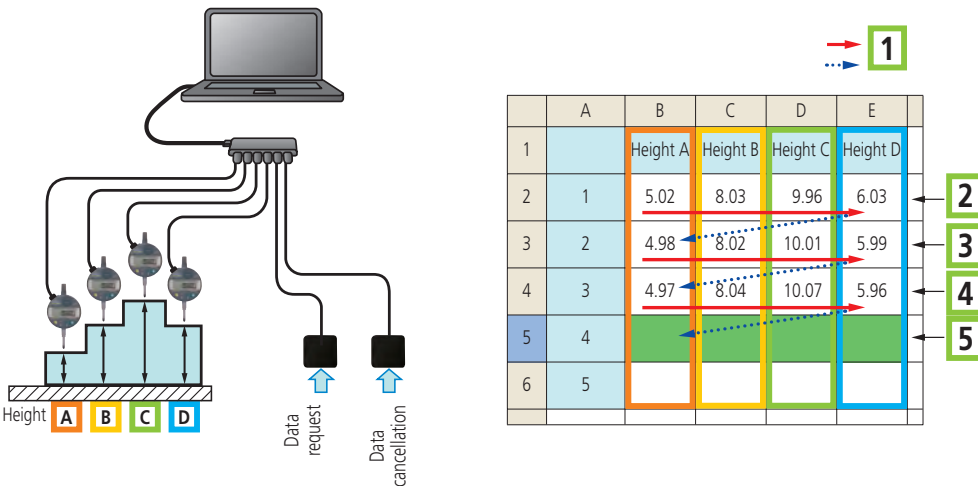 Height A B C D
Data
request
Data
cancellation
1
A B C D E
1 Height A Height B Height C Height D
2 1 5.02 8.03 9.96 6.03 2
3 2 4.98 8.02 10.01 5.99 3
4 3 4.97 8.04 10.07 5.96 4
5 4 5
6 5